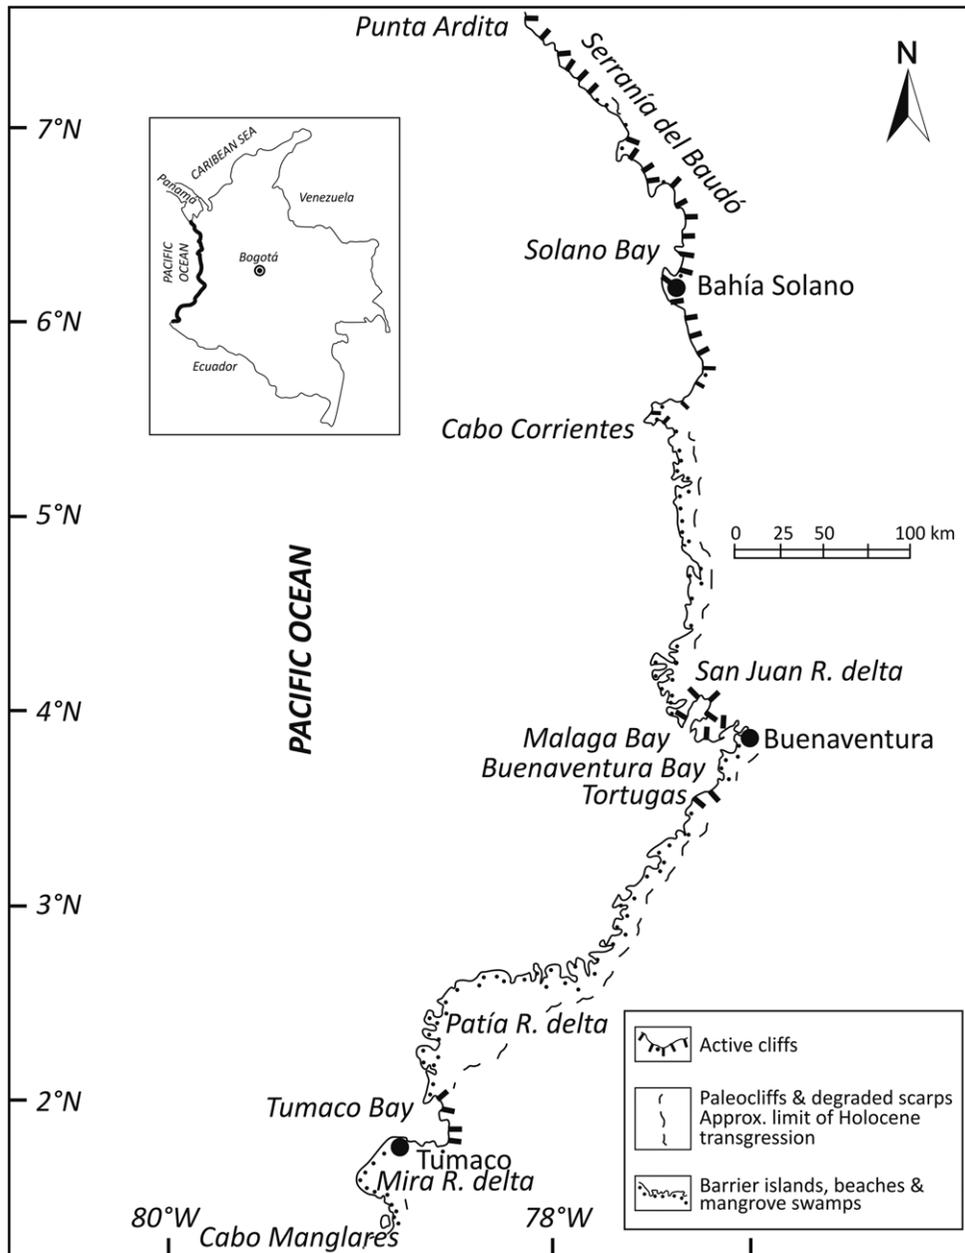 Punta Ardita
Serranía del Baudó
N
7°N
CARIBEAN SEA
Panamá
Venezuela
PACIFIC
OCEAN
Bogotá
Ecuador
Solano Bay
Bahía Solano
6°N
Cabo Corrientes
5°N
0 25 50 100 km
PACIFIC OCEAN
San Juan R. delta
4°N
Malaga Bay
Buenaventura
Buenaventura Bay
Tortugas
3°N
Patía R. delta
Active cliffs
Paleocliffs & degraded scarps
Approx. limit of Holocene
transgression
Barrier islands, beaches &
mangrove swamps
2°N
Tumaco Bay
Tumaco
Mira R. delta
80°W
78°W
Cabo Manglares